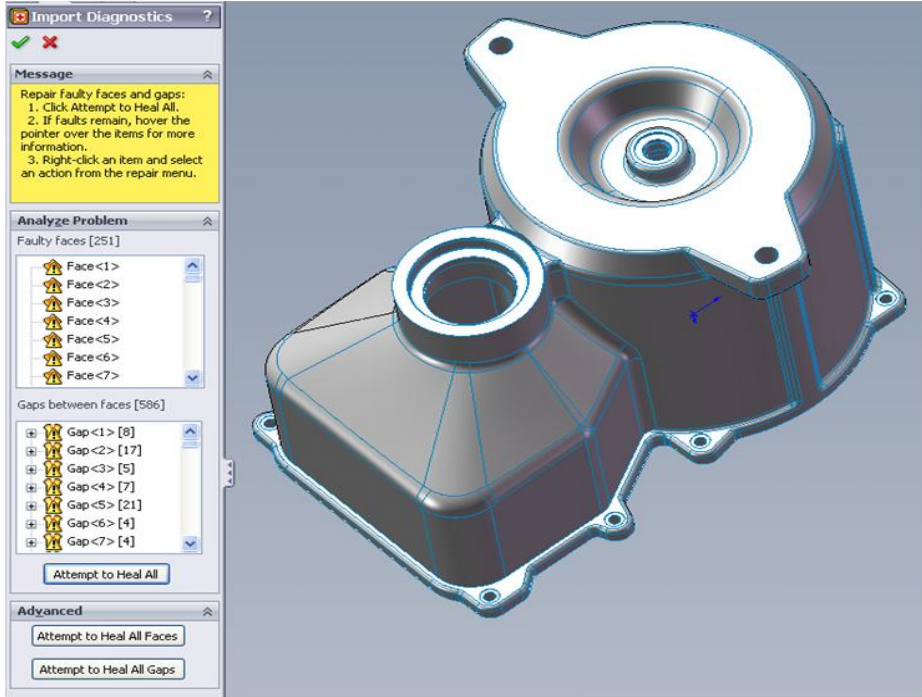 Import Diagnostics ?
Message
Repair faulty faces and gaps:
1. Click Attempt to Heal All.
2. If faults remain, hover the
pointer over the items for more
information.
3. Right-click an item and select
an action from the repair menu.
Analyze Problem
Faulty faces [251]
Face<1>
Face<2>
Face<3>
Face<4>
Face<5>
Face<6>
Face<7>
Gaps between faces [586]
Gap<1> [8]
Gap<2> [17]
Gap<3> [5]
Gap<4> [7]
Gap<5> [21]
Gap<6> [4]
Gap<7> [4]
Attempt to Heal All
Advanced
Attempt to Heal All Faces
Attempt to Heal All Gaps